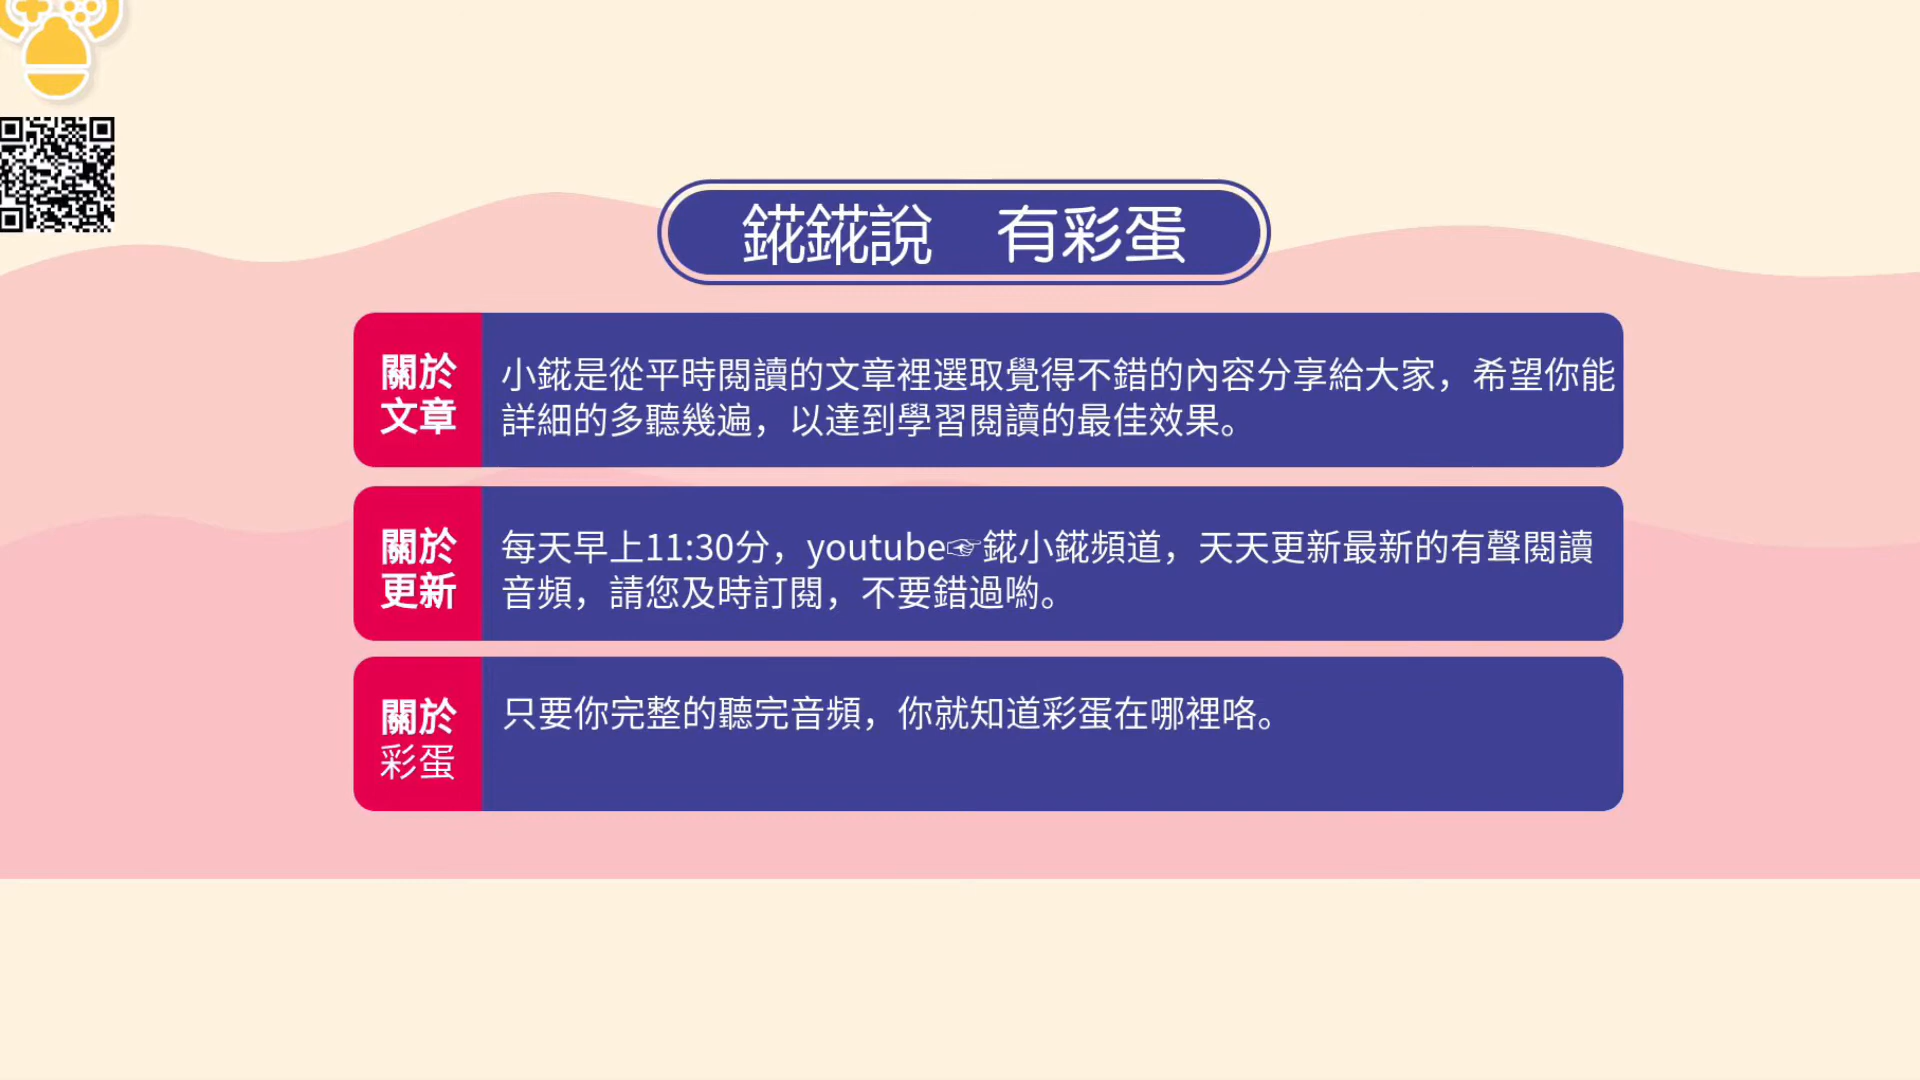 錵錵說　有彩蛋
關於
文章
小錵是從平時閱讀的文章裡選取覺得不錯的內容分享給大家，希望你能
詳細的多聽幾遍，以達到學習閱讀的最佳效果。
關於
更新
每天早上11:30分，youtube☞錵小錵頻道，天天更新最新的有聲閱讀
音頻，請您及時訂閱，不要錯過喲。
關於
彩蛋
只要你完整的聽完音頻，你就知道彩蛋在哪裡咯。